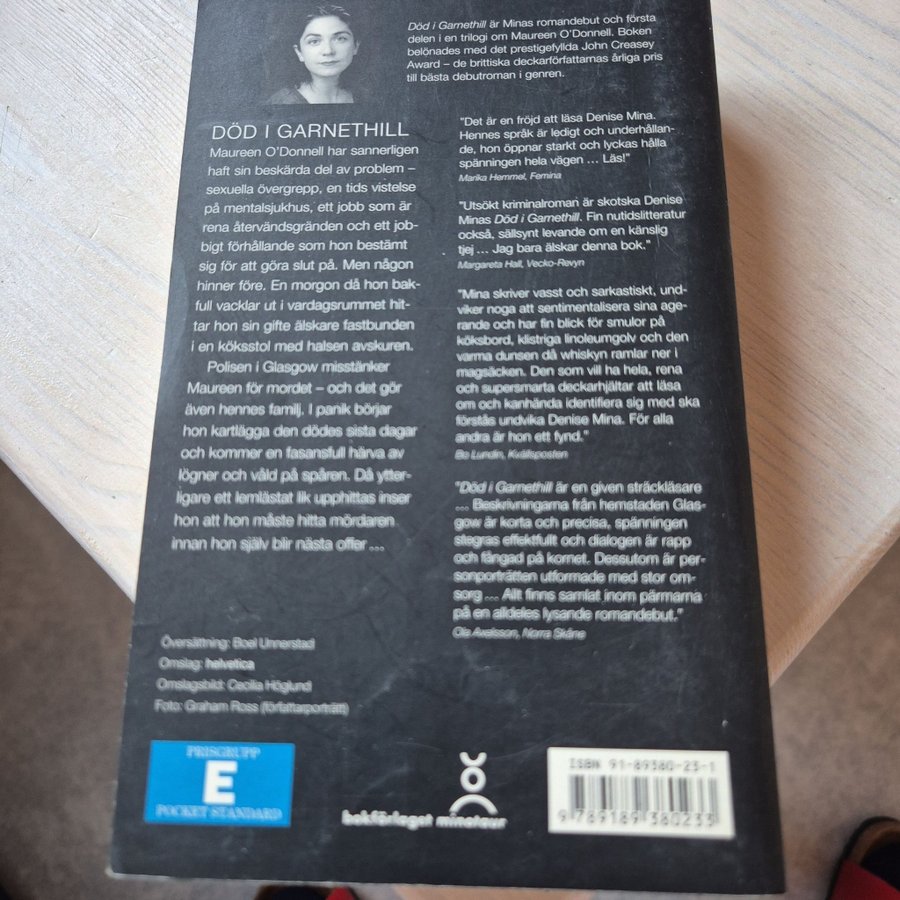 Död i Garnethill är Minas romandebut och första
delen i en trilogi om Maureen O'Donnell. Boken
belönades med det prestigefyllda John Creasey
Award – de brittiska deckarförfattarnas årliga pris
till bästa debutroman i genren.
DÖD I GARNETHILL
Maureen O'Donnell har sannerligen
haft sin beskärda del av problem –
sexuella övergrepp, en tids vistelse
på mentalsjukhus, ett jobb som är
rena återvändsgränden och ett job-
bigt förhållande som hon bestämt
sig för att göra slut på. Men någon
hinner före. En morgon då hon bak-
full vacklar ut i vardagsrummet hit-
tar hon sin gifte älskare fastbunden
i en köksstol med halsen avskuren.
Polisen i Glasgow misstänker
Maureen för mordet – och det gör
även hennes familj. I panik börjar
hon kartlägga den dödes sista dagar
och kommer en fasansfull härva av
lögner och våld på spåren. Då ytter-
ligare ett lemlästat lik upphittas inser
hon att hon måste hitta mördaren
innan hon själv blir nästa offer ...
"Det är en fröjd att läsa Denise Mina.
Hennes språk är ledigt och underhållan-
de, hon öppnar starkt och lyckas hålla
spänningen hela vägen ... Läs!"
Marika Hemmel, Femina
"Utsökt kriminalroman är skotska Denise
Minas Död i Garnethill. Fin nutidslitteratur
också, sällsynt levande om en känslig
tjej ... Jag bara älskar denna bok."
Margareta Hall, Vecko-Revyn
"Mina skriver vasst och sarkastiskt, und-
viker noga att sentimentalisera sina age-
rande och har fin blick för smulor på
köksbord, klistriga linoleumgolv och den
varma dunsen då whiskyn ramlar ner i
magsäcken. Den som vill ha hela, rena
och supersmarta deckarhjältar att läsa
om och kanhända identifiera sig med ska
förstås undvika Denise Mina. För alla
andra är hon ett fynd."
Bo Lundin, Kvällsposten
"Död i Garnethill är en given sträckläsare
... Beskrivningarna från hemstaden Glas-
gow är korta och precisa, spänningen
stegras effektfullt och dialogen är rapp
och fångad på kornet. Dessutom är per-
sonporträtten utformade med stor om-
sorg ... Allt finns samlat inom pärmarna
på en alldeles lysande romandebut."
Ola Axelsson, Norra Skåne
Översättning: Boel Unnerstad
Omslag: helvetica
Omslagsbild: Cecilia Höglund
Foto: Graham Ross (författarporträtt)
PRISGRUPP
E
POCKET STANDARD
bokförlaget minotaur
ISBN 91-89380-23-1
9 789189 380233